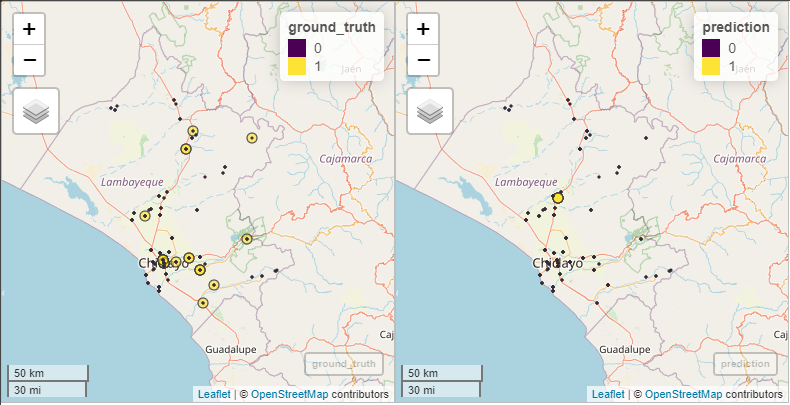 +
−
ground_truth
0
1
Jaén
Cajamarca
Lambayeque
Chiclayo
Guadalupe
Caj
50 km
30 mi
ground_truth
Leaflet | © OpenStreetMap contributors
+
−
prediction
0
1
Jaén
Cajamarca
Lambayeque
Chiclayo
Guadalupe
Caj
50 km
30 mi
prediction
Leaflet | © OpenStreetMap contributors